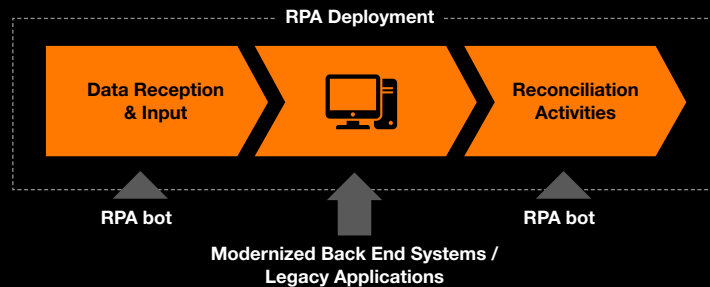 RPA Deployment
Data Reception
& Input
Reconciliation
Activities
RPA bot
RPA bot
Modernized Back End Systems /
Legacy Applications